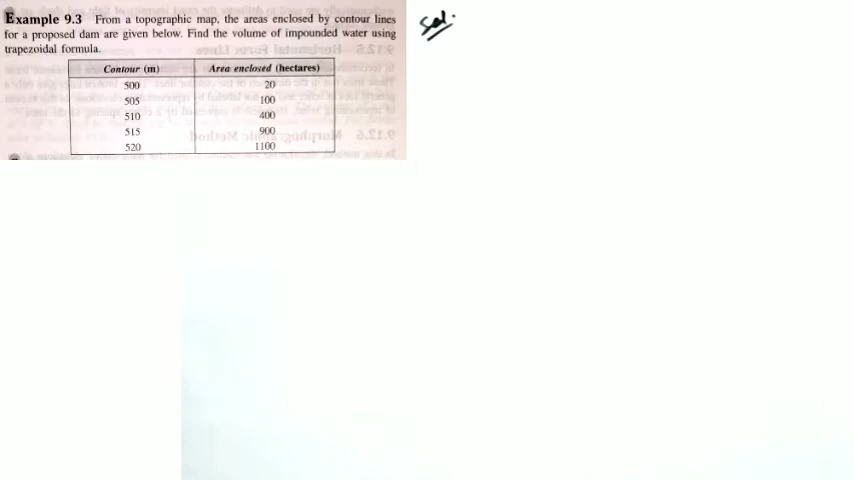 Example 9.3 From a topographic map, the areas enclosed by contour lines
for a proposed dam are given below. Find the volume of impounded water using
trapezoidal formula.
Contour (m) Area enclosed (hectares)
500 20
505 100
510 400
515 900
520 1100
Sol.